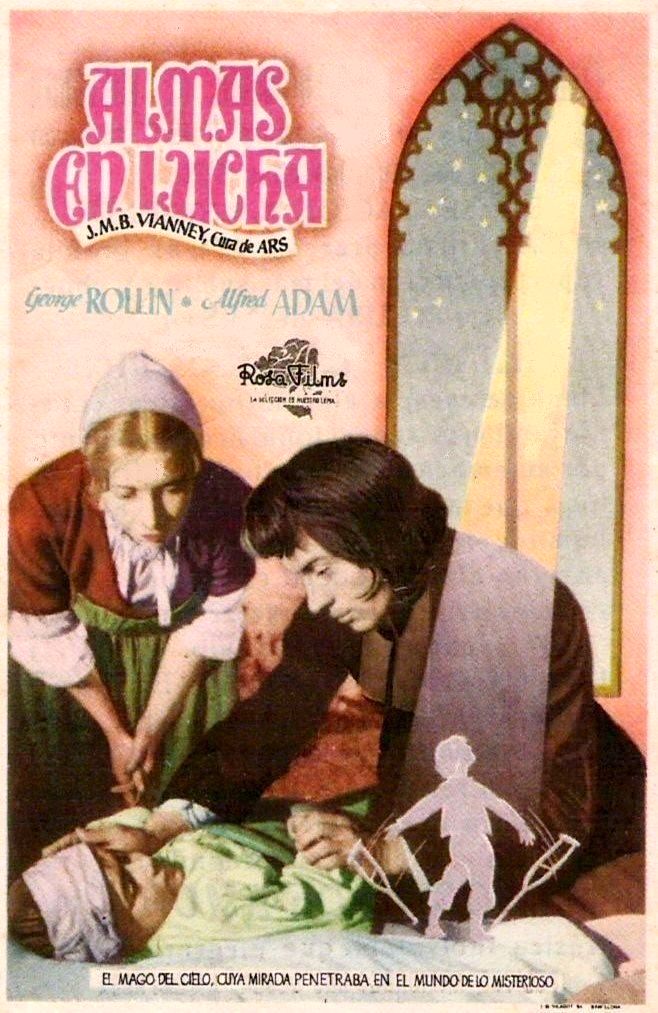 ALMAS
EN LUCHA
J.M.B. VIANNEY, Cura de ARS
George ROLLIN * Alfred ADAM
Rosa Films
LA SELECCION ES NUESTRO LEMA
EL MAGO DEL CIELO, CUYA MIRADA PENETRABA EN EL MUNDO DE LO MISTERIOSO